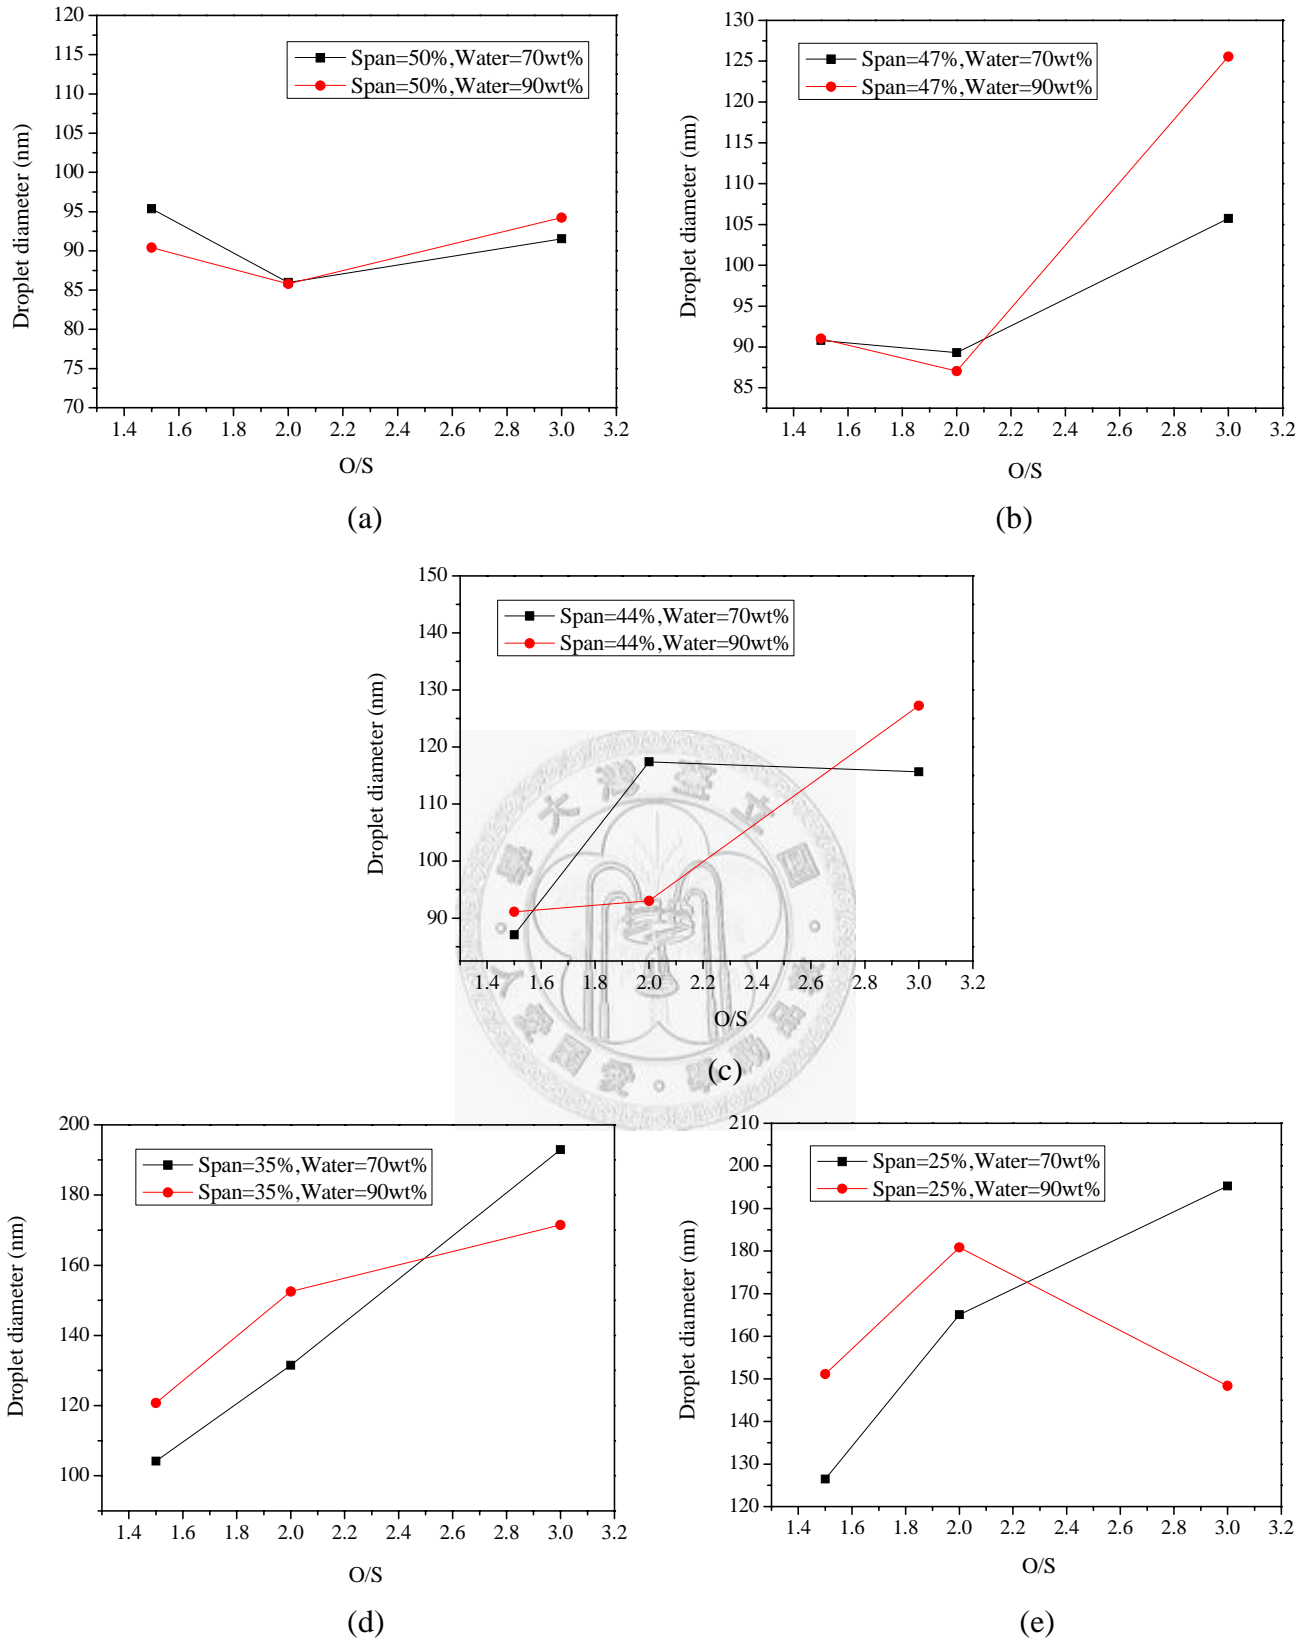 120
115
110
105
100
95
90
85
80
75
70
Droplet diameter (nm)
Span=50%,Water=70wt%
Span=50%,Water=90wt%
1.4 1.6 1.8 2.0 2.2 2.4 2.6 2.8 3.0 3.2
O/S
(a)
130
125
120
115
110
105
100
95
90
85
Droplet diameter (nm)
Span=47%,Water=70wt%
Span=47%,Water=90wt%
1.4 1.6 1.8 2.0 2.2 2.4 2.6 2.8 3.0 3.2
O/S
(b)
150
140
130
120
110
100
90
Droplet diameter (nm)
Span=44%,Water=70wt%
Span=44%,Water=90wt%
1.4 1.6 1.8 2.0 2.2 2.4 2.6 2.8 3.0 3.2
O/S
(c)
200
180
160
140
120
100
Droplet diameter (nm)
Span=35%,Water=70wt%
Span=35%,Water=90wt%
1.4 1.6 1.8 2.0 2.2 2.4 2.6 2.8 3.0 3.2
O/S
(d)
210
200
195
190
180
160
150
140
130
120
Droplet diameter (nm)
Span=25%,Water=70wt%
Span=25%,Water=90wt%
1.4 1.6 1.8 2.0 2.2 2.4 2.6 2.8 3.0 3.2
O/S
(e)